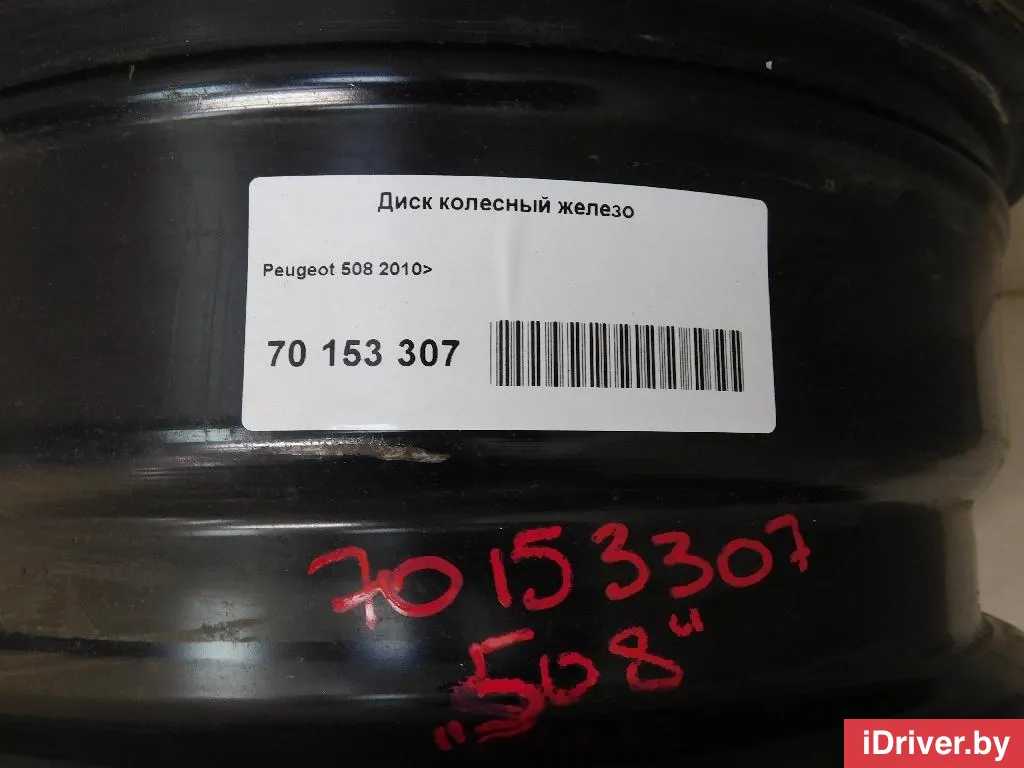 Диск колесный железо
Peugeot 508 2010>
70 153 307
70153307
„508"
iDriver.by